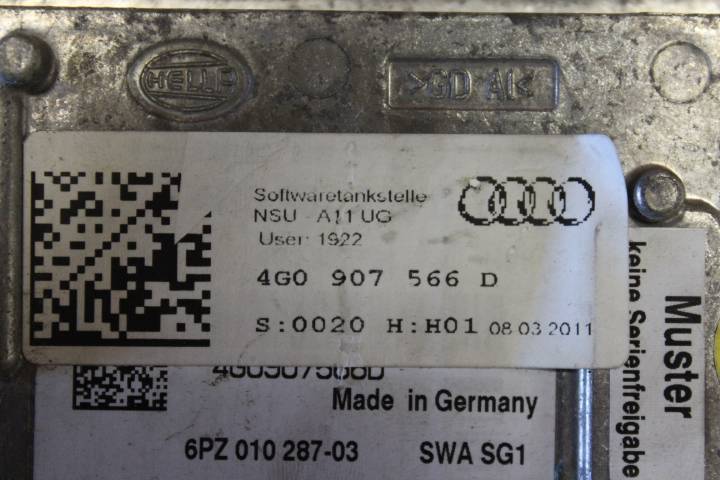 HELLA
>GD Al<
Softwaretankstelle
NSU - A11 UG
User: 1922
4G0 907 566 D
S:0020 H:H01 08.03.2011
4G0907566D
Made in Germany
6PZ 010 287-03 SWA SG1
Muster
keine Serienfreigabe